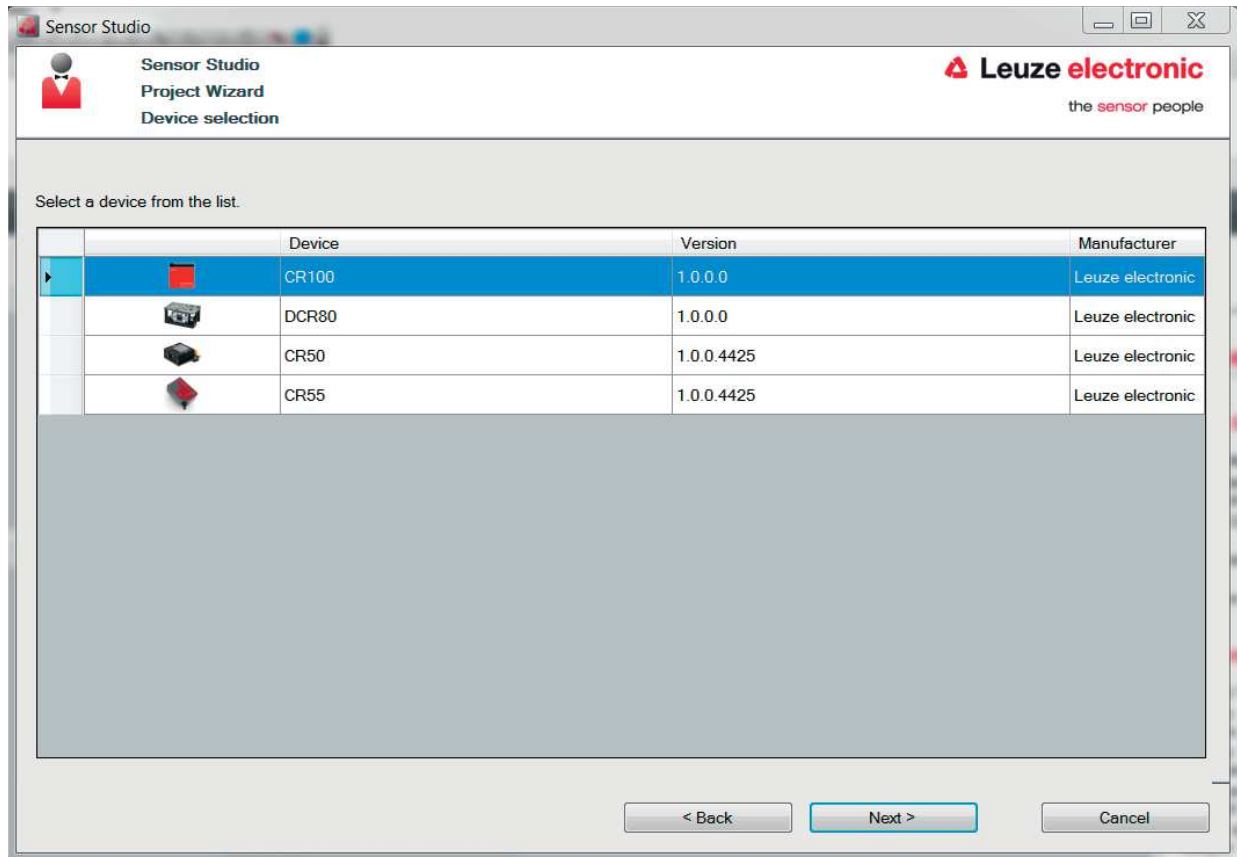 Sensor Studio
Sensor Studio
Project Wizard
Device selection
Leuze electronic
the sensor people
Select a device from the list.
Device Version Manufacturer
CR100 1.0.0.0 Leuze electronic
DCR80 1.0.0.0 Leuze electronic
CR50 1.0.0.4425 Leuze electronic
CR55 1.0.0.4425 Leuze electronic
< Back Next > Cancel